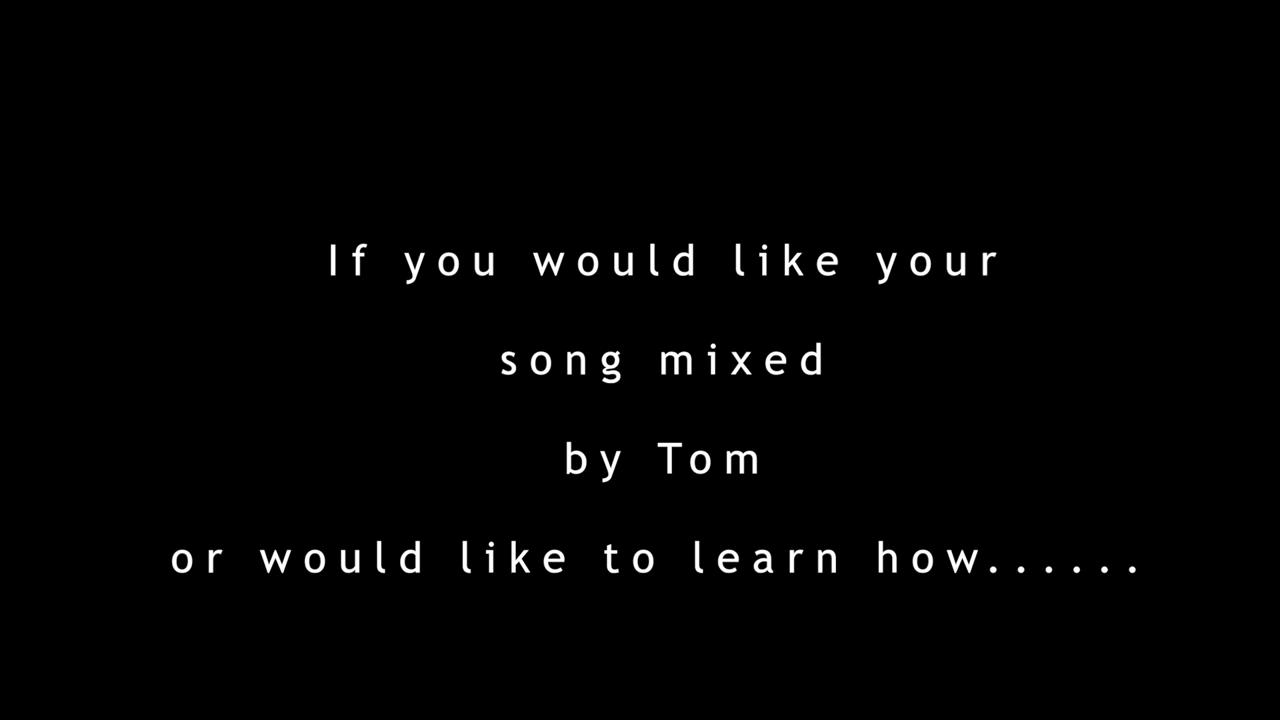 If you would like your
song mixed
by Tom
or would like to learn how......